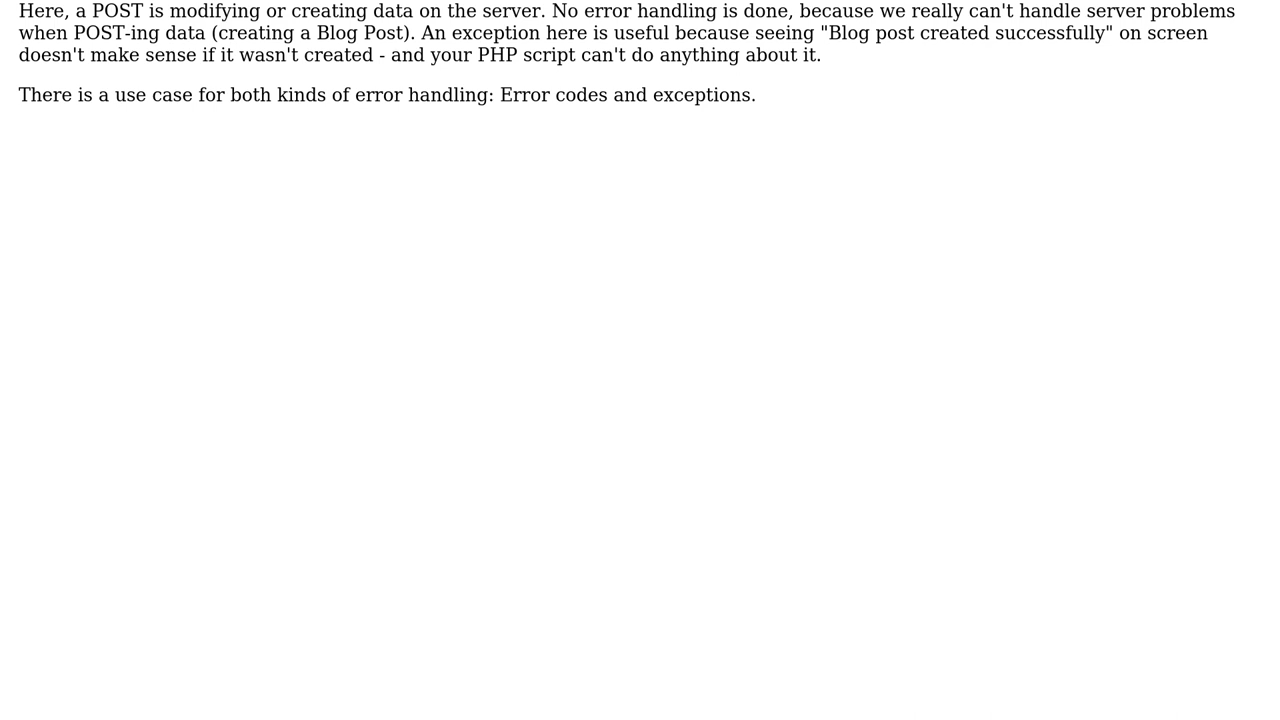 Here, a POST is modifying or creating data on the server. No error handling is done, because we really can't handle server problems
when POST-ing data (creating a Blog Post). An exception here is useful because seeing "Blog post created successfully" on screen
doesn't make sense if it wasn't created - and your PHP script can't do anything about it.
There is a use case for both kinds of error handling: Error codes and exceptions.